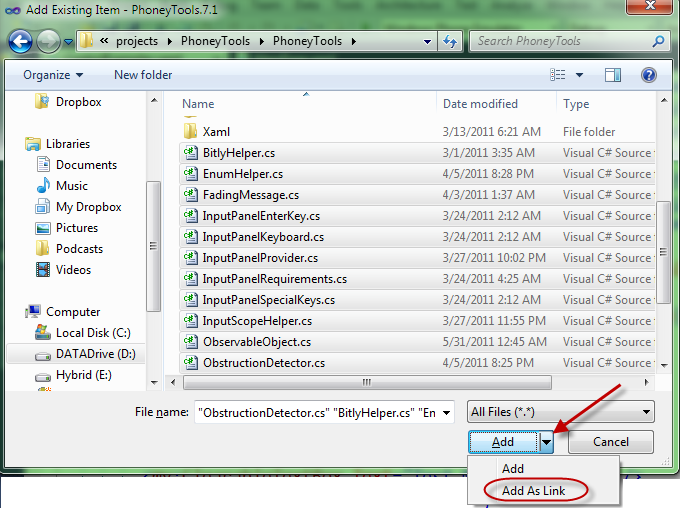 Add Existing Item - PhoneyTools.7.1
projects PhoneyTools PhoneyTools
Search PhoneyTools
Organize New folder
Name Date modified Type
Dropbox
Libraries
Documents
Music
My Dropbox
Pictures
Podcasts
Videos
Computer
Local Disk (C:)
DATADrive (D:)
Hybrid (E:)
Xaml 3/13/2011 6:21 AM File folder
BitlyHelper.cs 3/1/2011 3:35 AM Visual C# Source
EnumHelper.cs 4/5/2011 8:28 PM Visual C# Source
FadingMessage.cs 4/3/2011 1:37 AM Visual C# Source
InputPanelEnterKey.cs 3/24/2011 2:12 AM Visual C# Source
InputPanelKeyboard.cs 3/24/2011 2:12 AM Visual C# Source
InputPanelProvider.cs 3/27/2011 10:02 PM Visual C# Source
InputPanelRequirements.cs 3/24/2011 4:25 AM Visual C# Source
InputPanelSpecialKeys.cs 3/24/2011 2:12 AM Visual C# Source
InputScopeHelper.cs 3/27/2011 11:55 PM Visual C# Source
ObservableObject.cs 5/31/2011 12:45 AM Visual C# Source
ObstructionDetector.cs 4/5/2011 8:25 PM Visual C# Source
File name: "ObstructionDetector.cs" "BitlyHelper.cs" "En All Files (*.*)
Add Cancel
Add
Add As Link